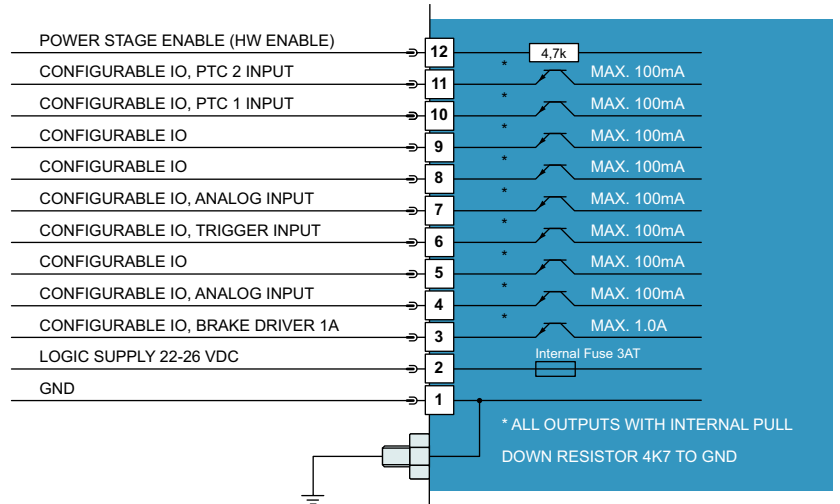 POWER STAGE ENABLE (HW ENABLE) 12 4,7k
CONFIGURABLE IO, PTC 2 INPUT 11 * MAX. 100mA
CONFIGURABLE IO, PTC 1 INPUT 10 * MAX. 100mA
CONFIGURABLE IO 9 * MAX. 100mA
CONFIGURABLE IO 8 * MAX. 100mA
CONFIGURABLE IO, ANALOG INPUT 7 * MAX. 100mA
CONFIGURABLE IO, TRIGGER INPUT 6 * MAX. 100mA
CONFIGURABLE IO 5 * MAX. 100mA
CONFIGURABLE IO, ANALOG INPUT 4 * MAX. 100mA
CONFIGURABLE IO, BRAKE DRIVER 1A 3 * MAX. 1.0A
LOGIC SUPPLY 22-26 VDC 2 Internal Fuse 3AT
GND 1
* ALL OUTPUTS WITH INTERNAL PULL
DOWN RESISTOR 4K7 TO GND